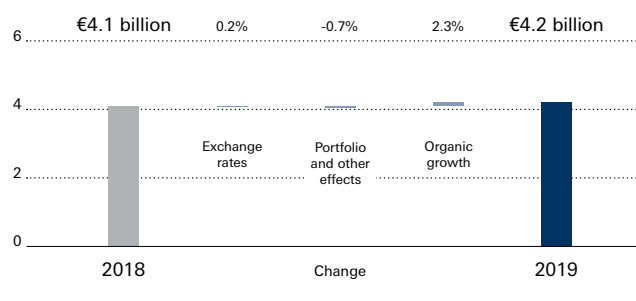 €4.1 billion 0.2% -0.7% 2.3% €4.2 billion
6
4
Exchange
rates
Portfolio
and other
effects
Organic
growth
2
0
2018 Change 2019